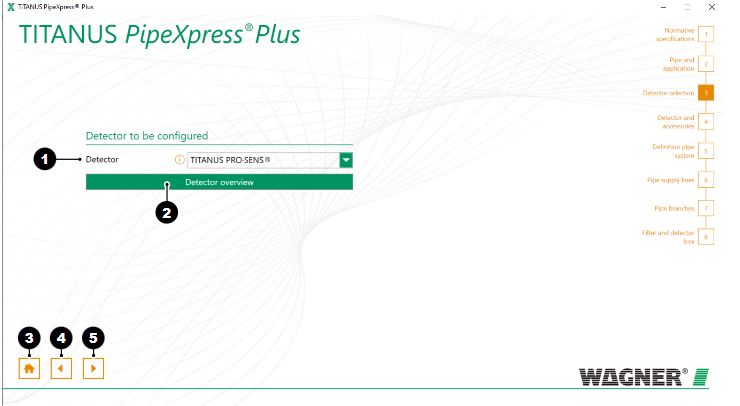 TITANUS PipeXpress® Plus
TITANUS PipeXpress® Plus
Normative
specifications
1
Pipe and
application
2
Detector selection
3
Detector and
accessories
4
Definition pipe
system
5
Pipe supply lines
6
Pipe branches
7
Filter and detector
box
8
Detector to be configured
1
Detector
TITANUS PRO·SENS®
Detector overview
2
3
4
5
WAGNER®